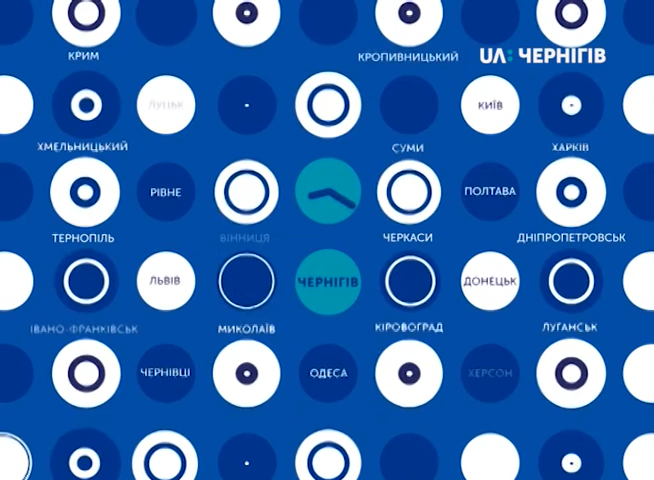 UA: ЧЕРНІГІВ
КРИМ
КРОПИВНИЦЬКИЙ
ЛУЦЬК
КИЇВ
ХМЕЛЬНИЦЬКИЙ
СУМИ
ХАРКІВ
РІВНЕ
ПОЛТАВА
ТЕРНОПІЛЬ
ВІННИЦЯ
ЧЕРКАСИ
ДНІПРОПЕТРОВСЬК
ЛЬВІВ
ЧЕРНІГІВ
ДОНЕЦЬК
ІВАНО-ФРАНКІВСЬК
МИКОЛАЇВ
КІРОВОГРАД
ЛУГАНСЬК
ЧЕРНІВЦІ
ОДЕСА
ХЕРСОН